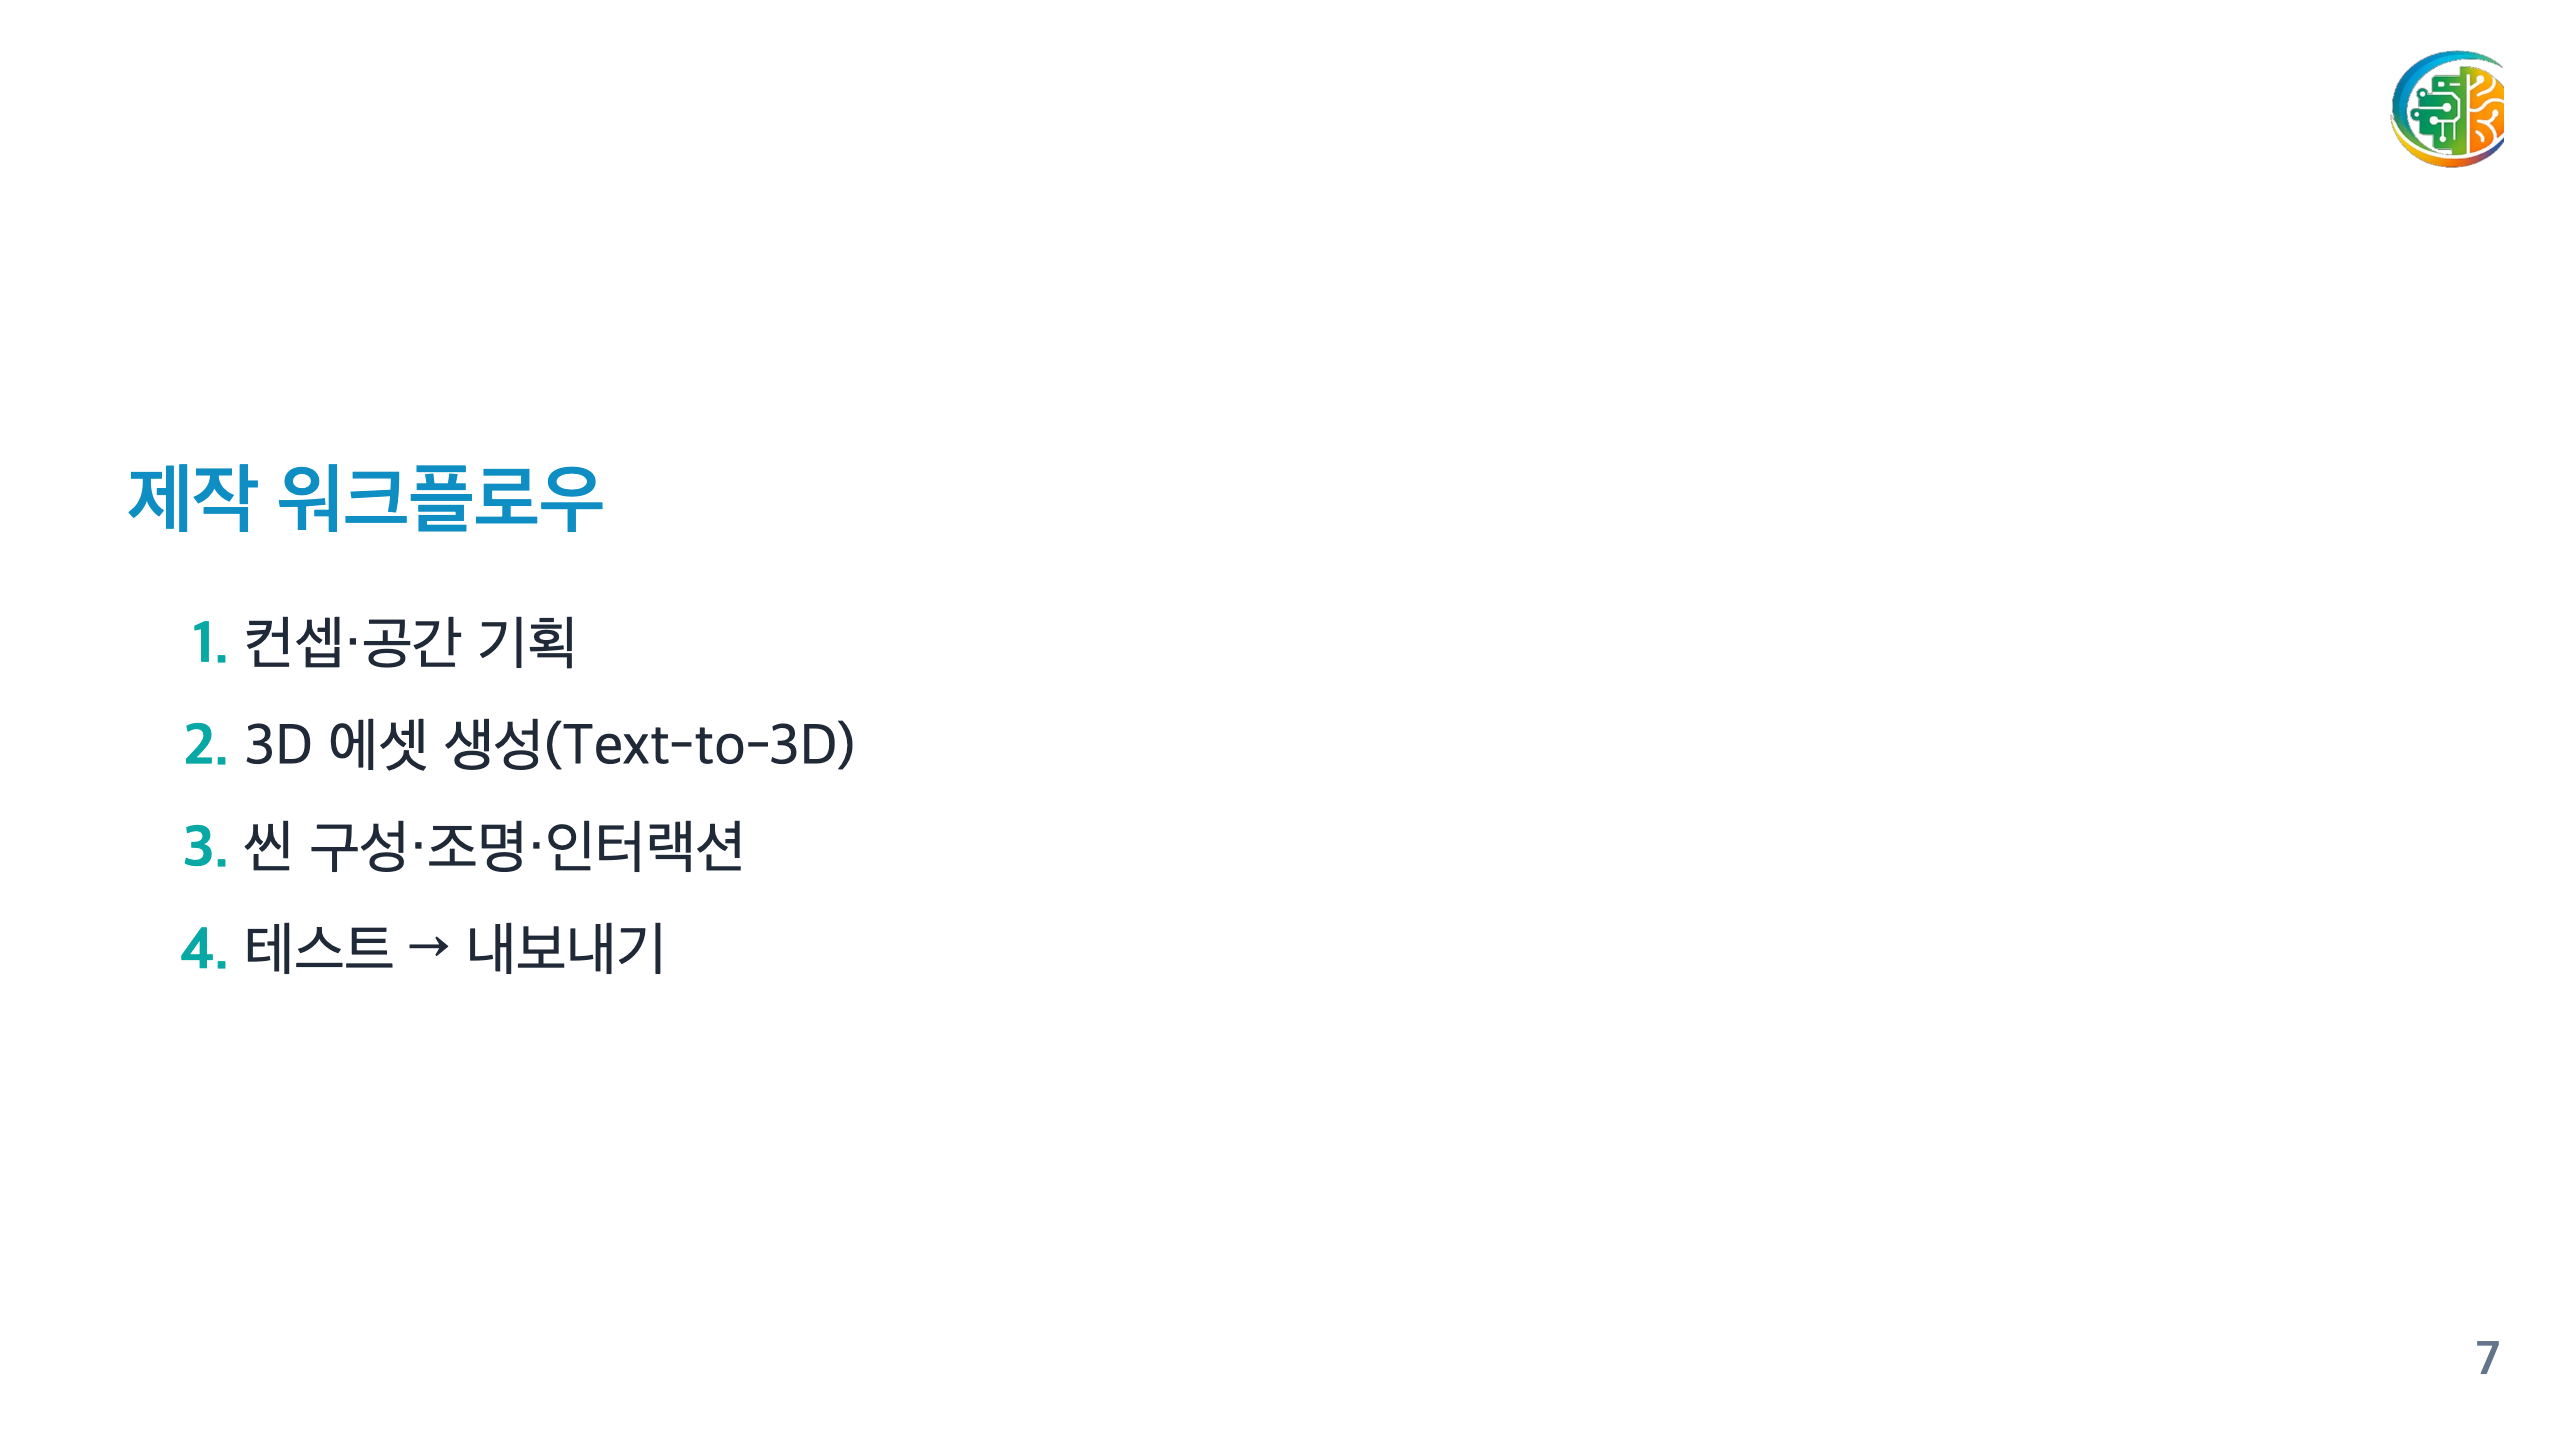 제작 워크플로우
1. 컨셉·공간 기획
2. 3D 에셋 생성(Text-to-3D)
3. 씬 구성·조명·인터랙션
4. 테스트 → 내보내기
7